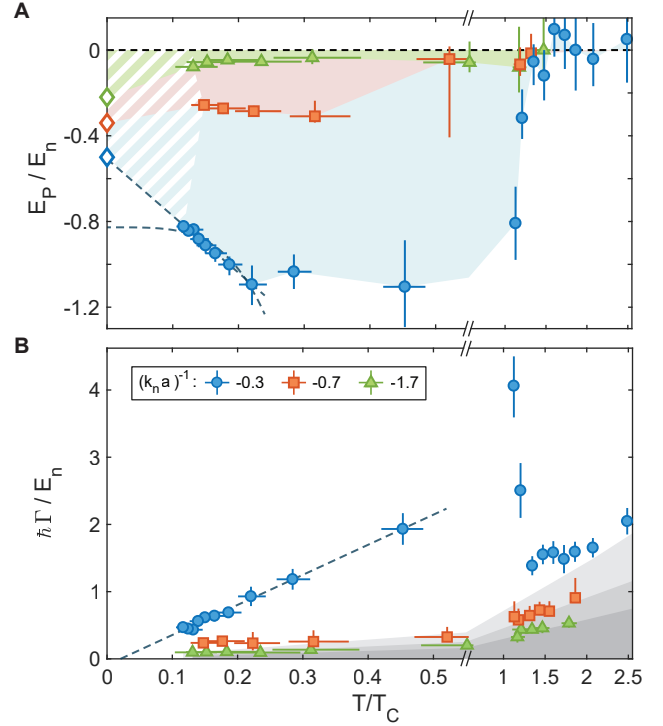 A
0
-0.4
-0.8
-1.2
E_P / E_n
B
(k_n a)^-1 : -0.3 -0.7 -1.7
4
3
2
1
0
ℏ Γ / E_n
0 0.1 0.2 0.3 0.4 0.5 1 1.5 2 2.5
T/T_C